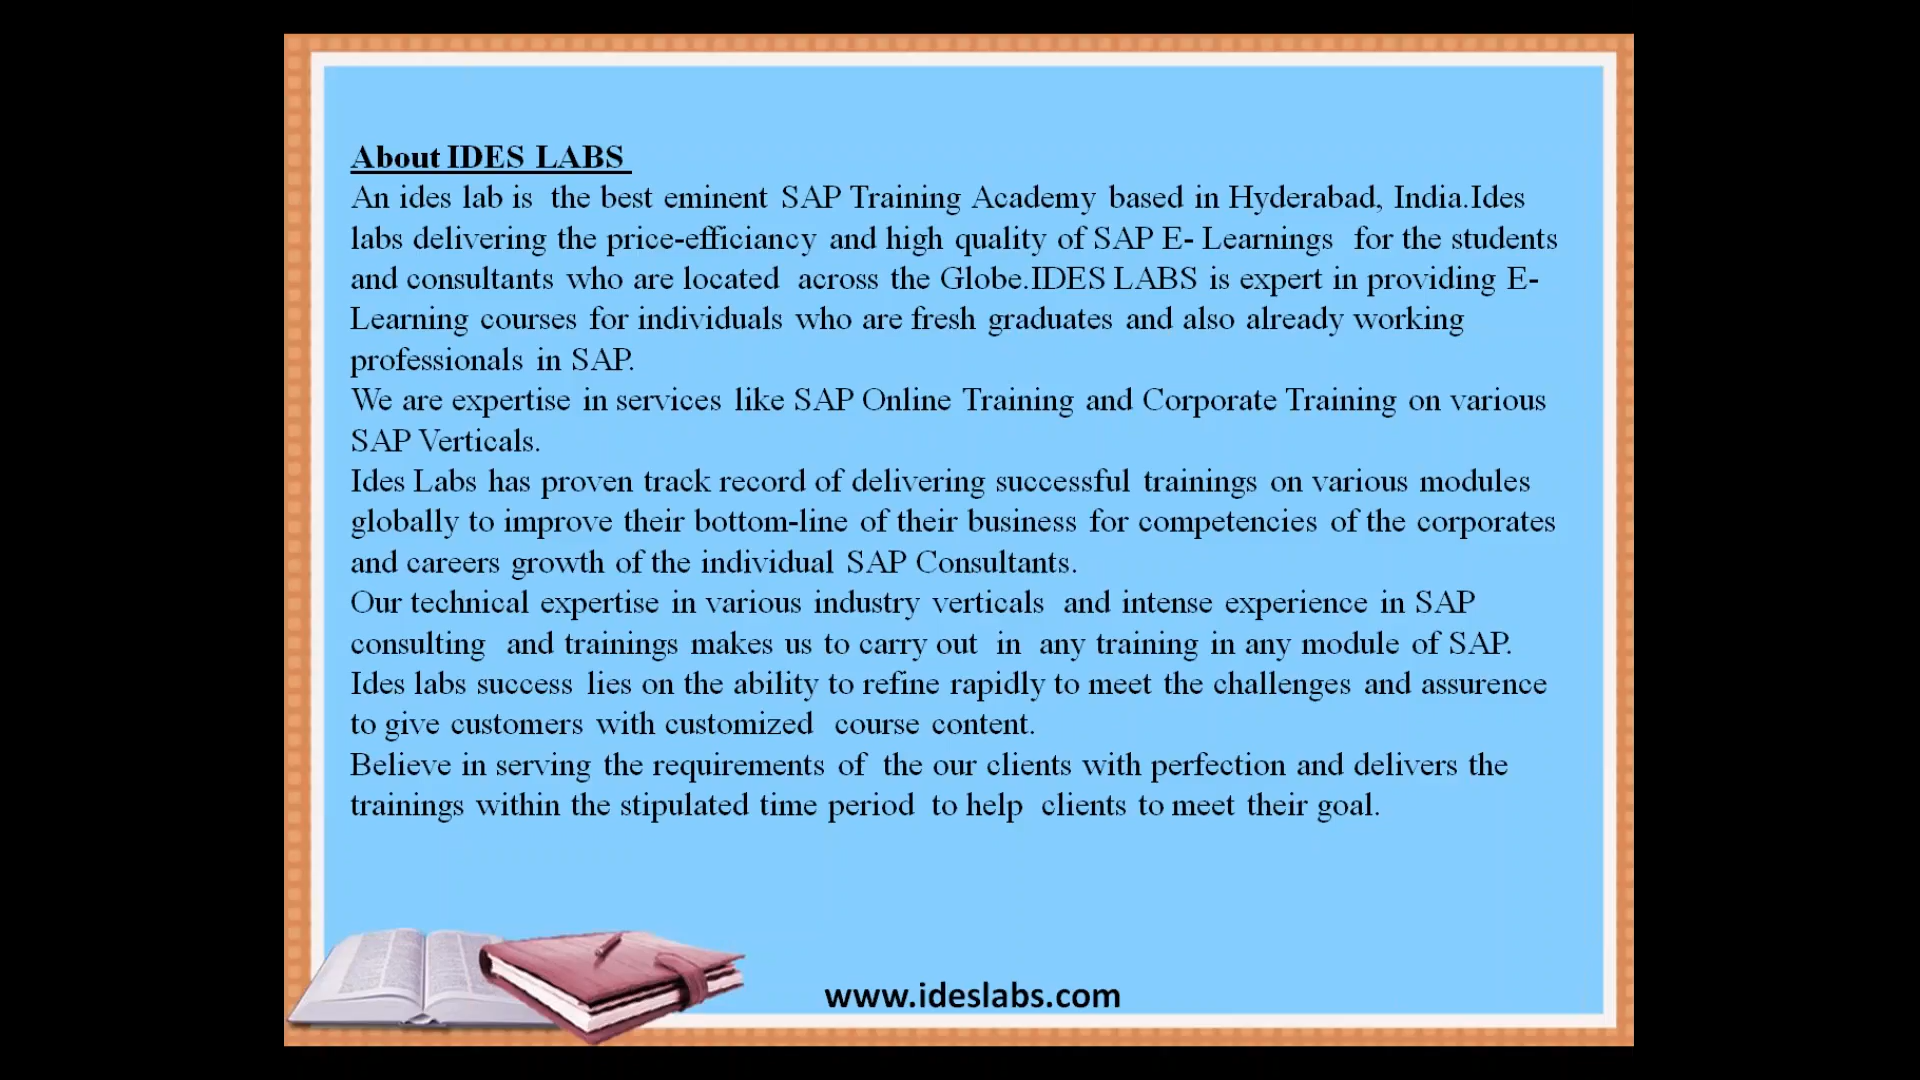 About IDES LABS
An ides lab is the best eminent SAP Training Academy based in Hyderabad, India.Ides
labs delivering the price-efficiancy and high quality of SAP E- Learnings for the students
and consultants who are located across the Globe.IDES LABS is expert in providing E-
Learning courses for individuals who are fresh graduates and also already working
professionals in SAP.
We are expertise in services like SAP Online Training and Corporate Training on various
SAP Verticals.
Ides Labs has proven track record of delivering successful trainings on various modules
globally to improve their bottom-line of their business for competencies of the corporates
and careers growth of the individual SAP Consultants.
Our technical expertise in various industry verticals and intense experience in SAP
consulting and trainings makes us to carry out in any training in any module of SAP.
Ides labs success lies on the ability to refine rapidly to meet the challenges and assurence
to give customers with customized course content.
Believe in serving the requirements of the our clients with perfection and delivers the
trainings within the stipulated time period to help clients to meet their goal.
www.ideslabs.com